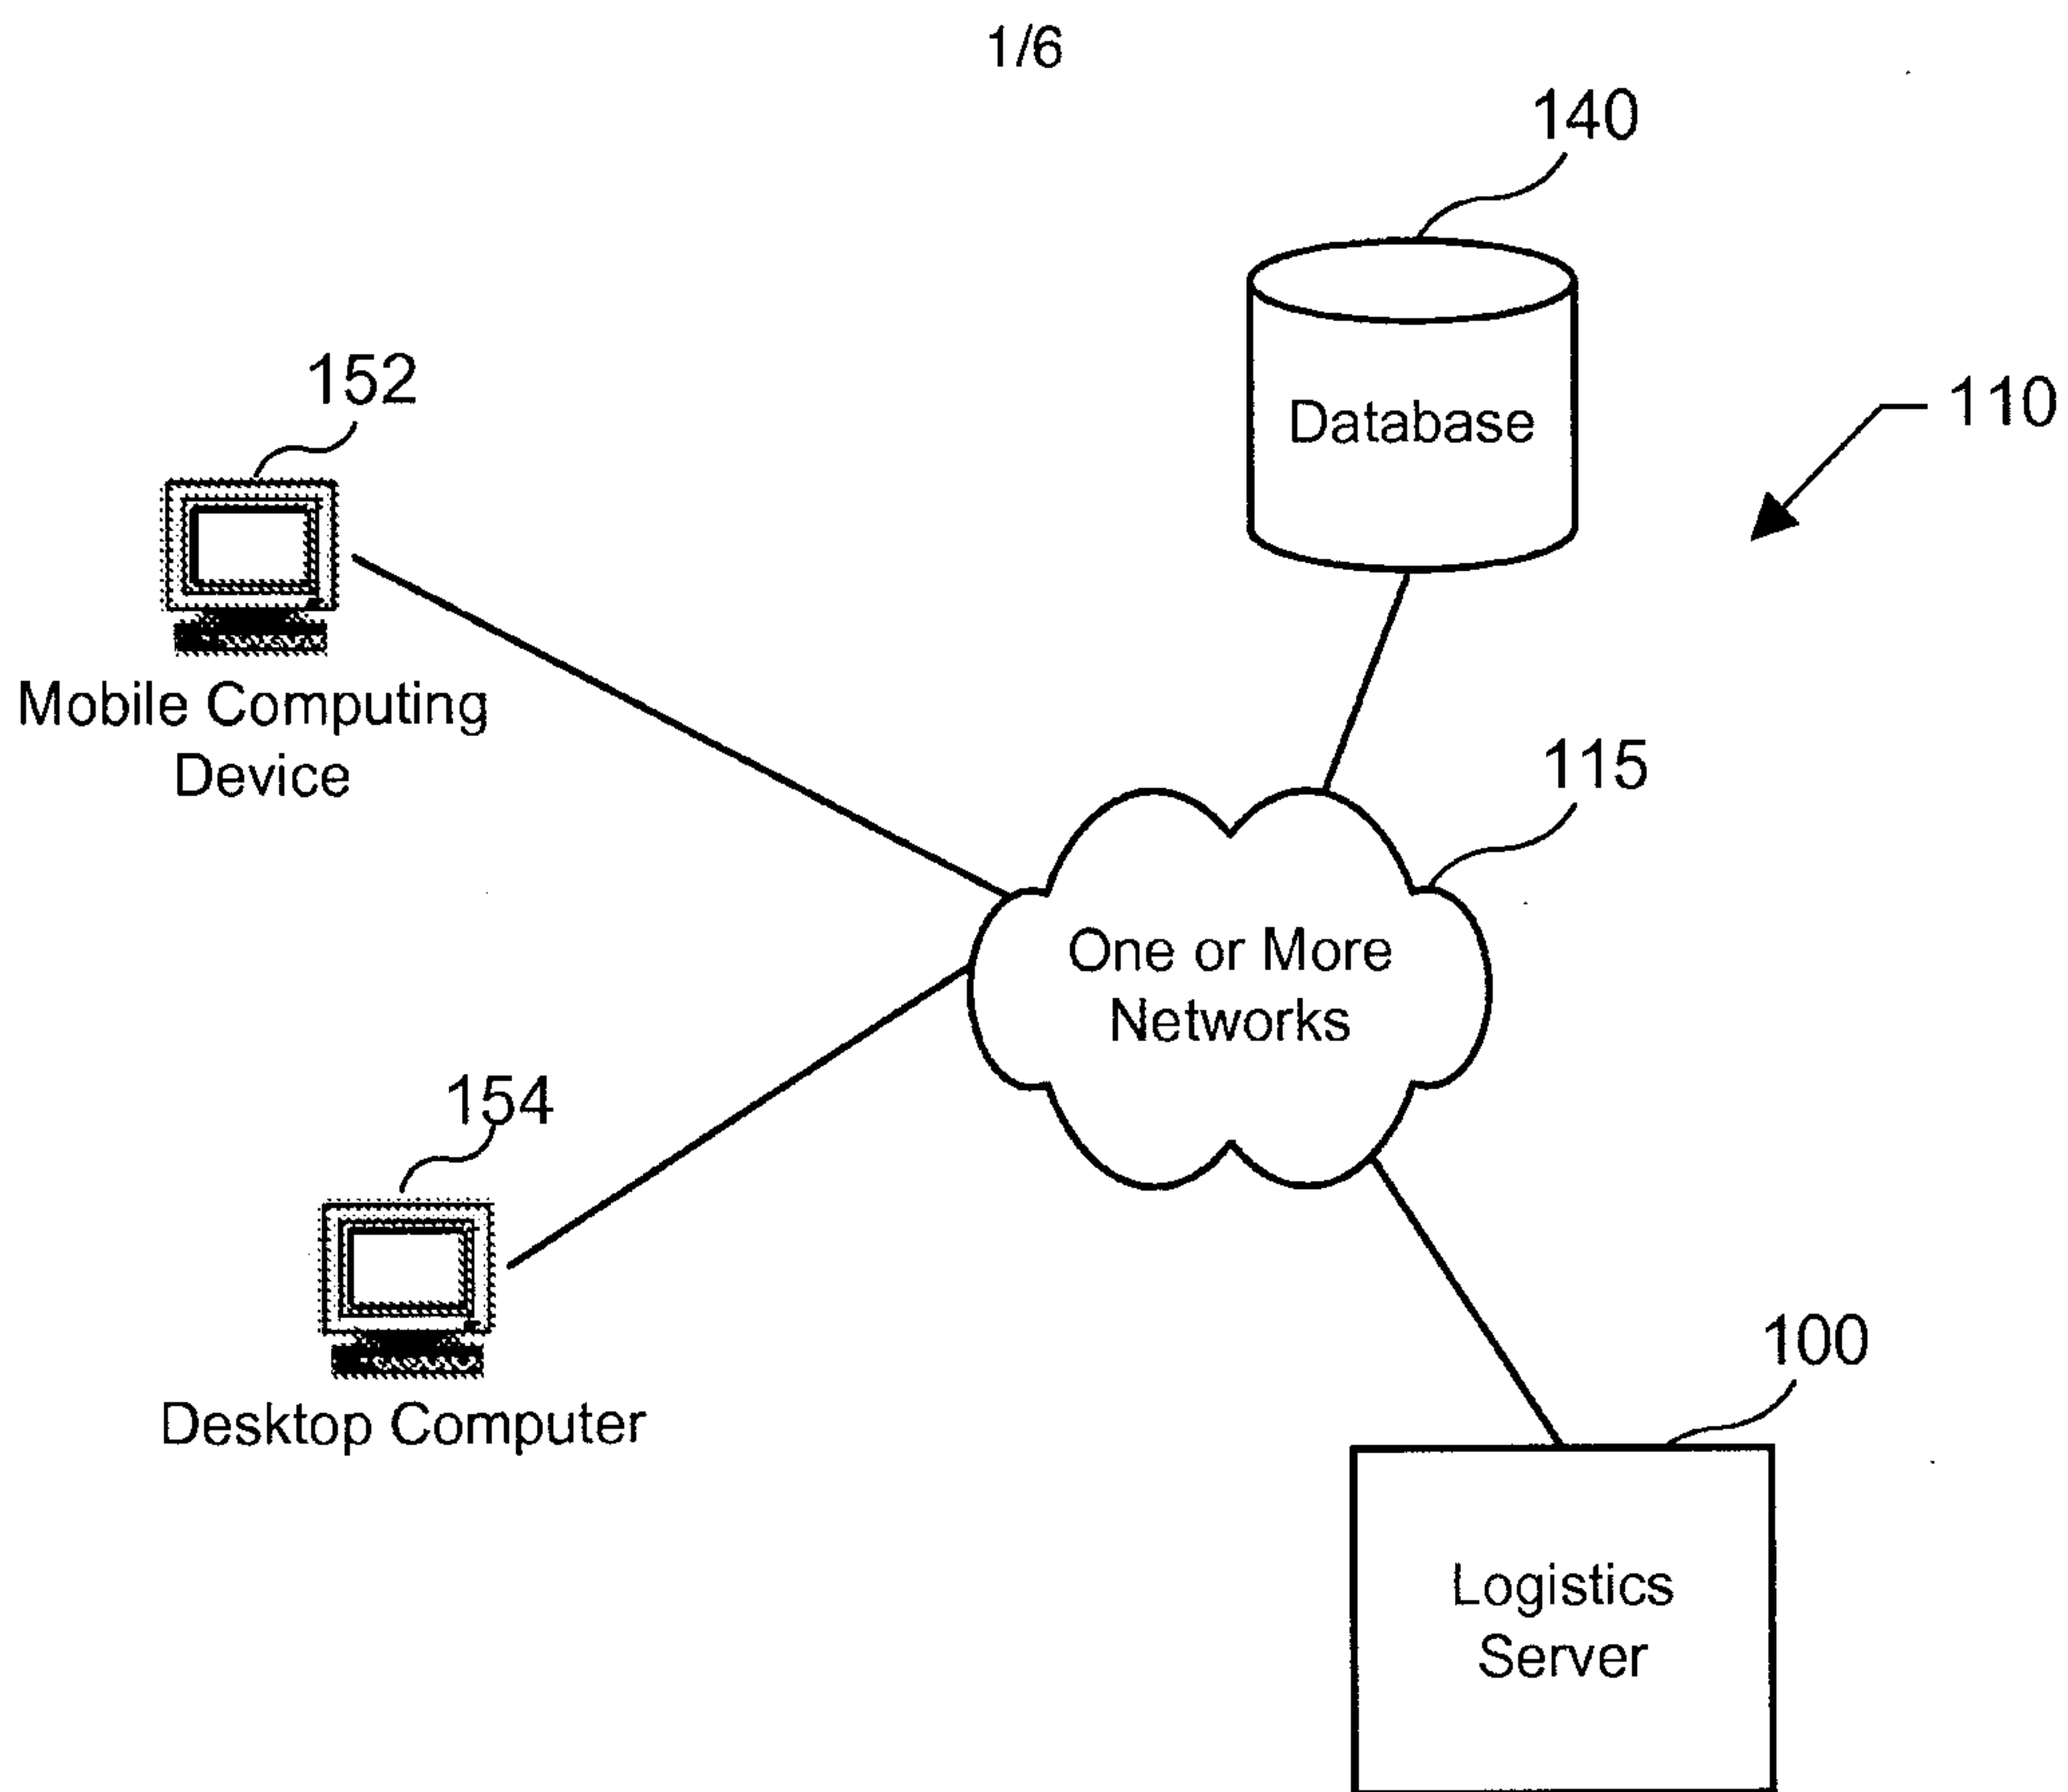 1/6
140
152
Database
110
Mobile Computing
Device
115
One or More
Networks
154
100
Desktop Computer
Logistics
Server